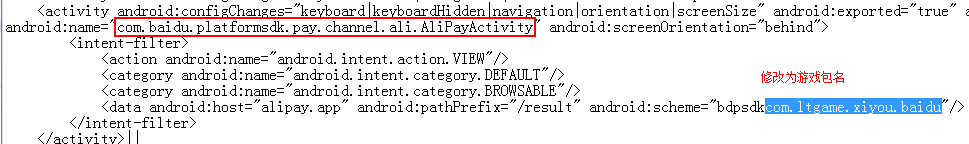 <activity android:configChanges="keyboard|keyboardHidden|navigation|orientation|screenSize" android:exported="true" a
android:name="com.baidu.platformsdk.pay.channel.ali.AliPayActivity" android:screenOrientation="behind">
<intent-filter>
<action android:name="android.intent.action.VIEW"/>
<category android:name="android.intent.category.DEFAULT"/>
<category android:name="android.intent.category.BROWSABLE"/>
修改为游戏包名
<data android:host="alipay.app" android:pathPrefix="/result" android:scheme="bdpsdkcom.ltgame.xiyou.baidu"/>
</intent-filter>
</activity>